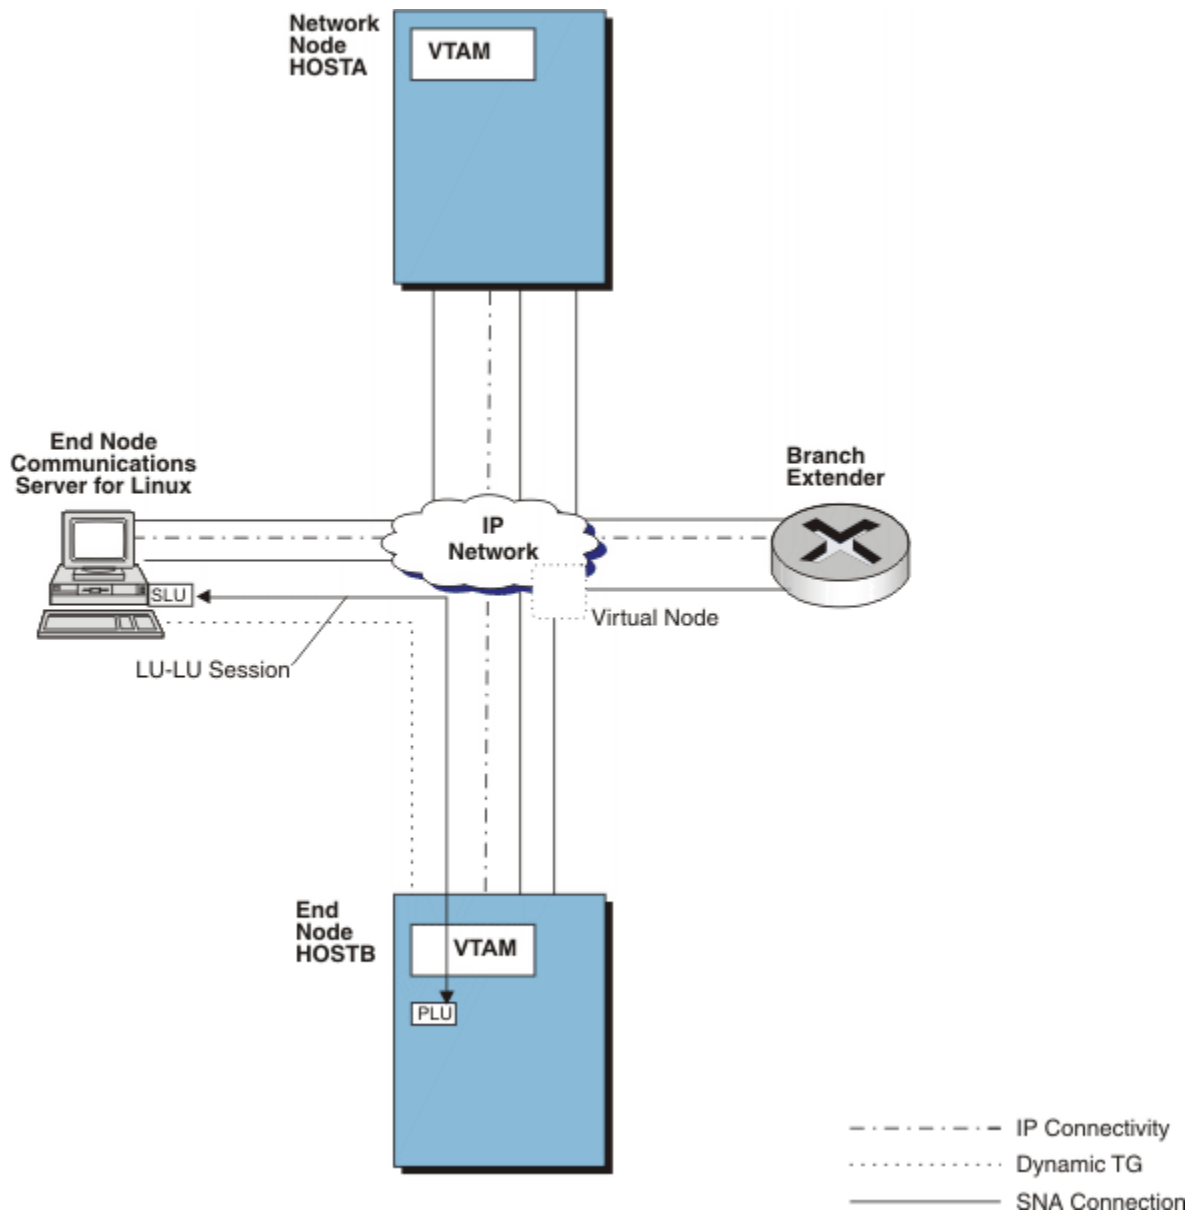 Network
Node
HOSTA
VTAM
End Node
Communications
Server for Linux
Branch
Extender
IP
Network
SLU
Virtual Node
LU-LU Session
End
Node
HOSTB
VTAM
PLU
IP Connectivity
Dynamic TG
SNA Connection